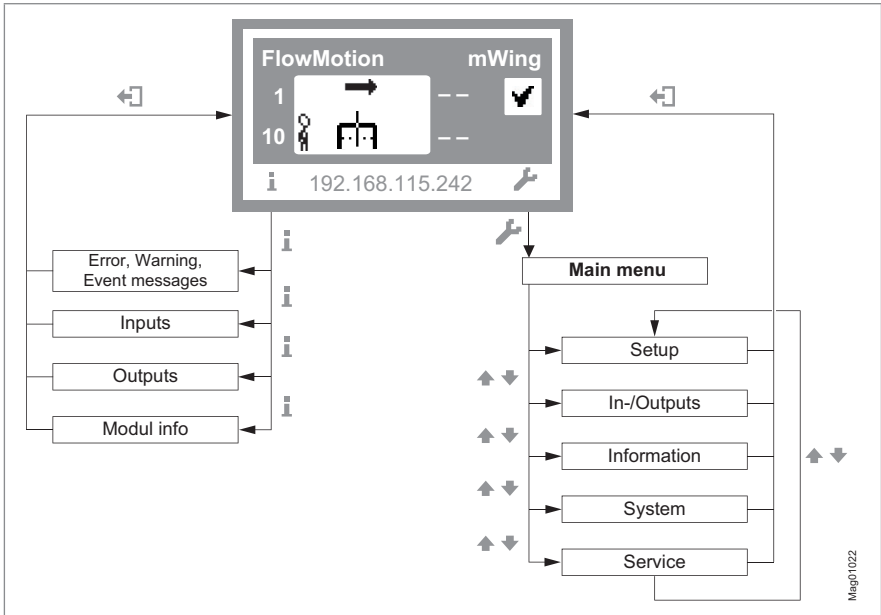 FlowMotion mWing
1 – –
10 – –
i 192.168.115.242
i
Error, Warning,
Event messages
i
Inputs
i
Outputs
i
Modul info
Main menu
Setup
In-/Outputs
Information
System
Service
Mag01022